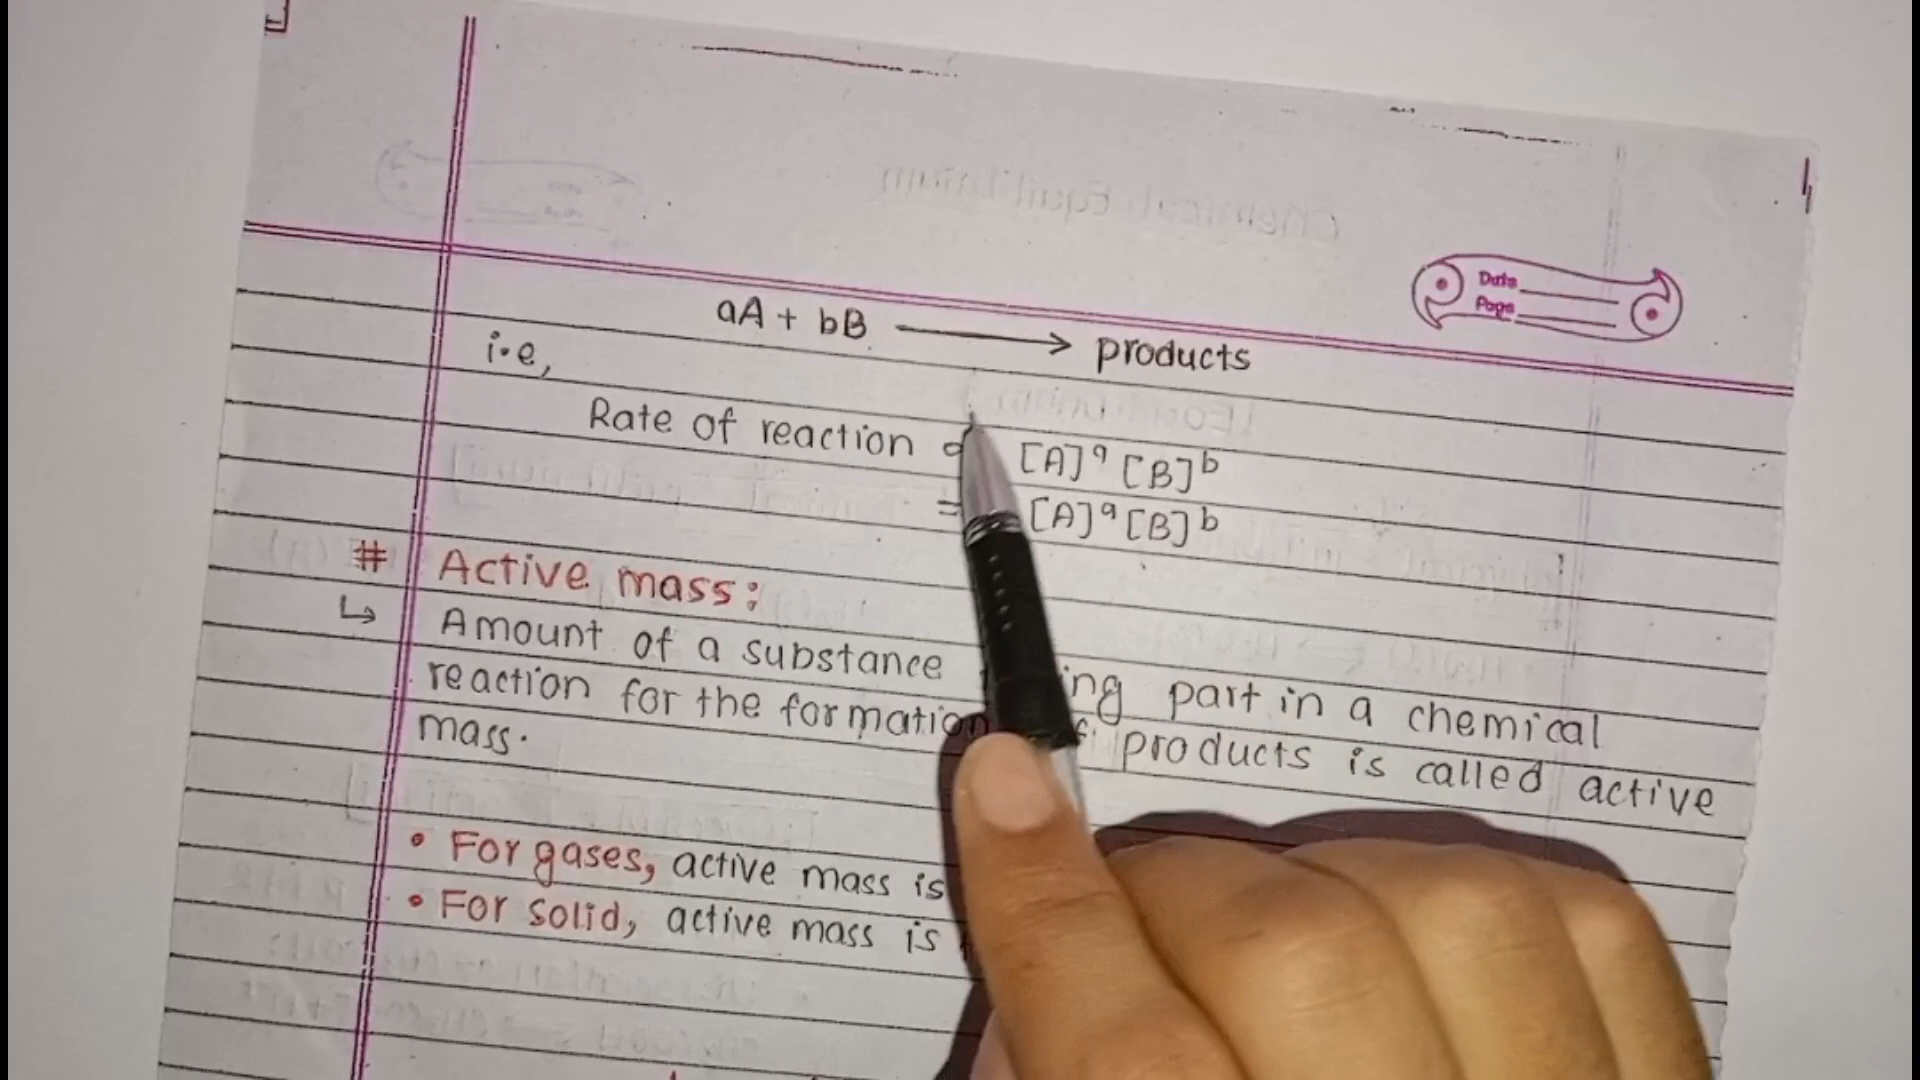 Date
Page
aA + bB ⟶ products
i.e,
Rate of reaction ∝ [A]ᵃ [B]ᵇ
= [A]ᵃ [B]ᵇ
# Active mass:
↳ Amount of a substance part in a chemical
reaction for the formation products is called active
mass.
• For gases, active mass is
• For solid, active mass is